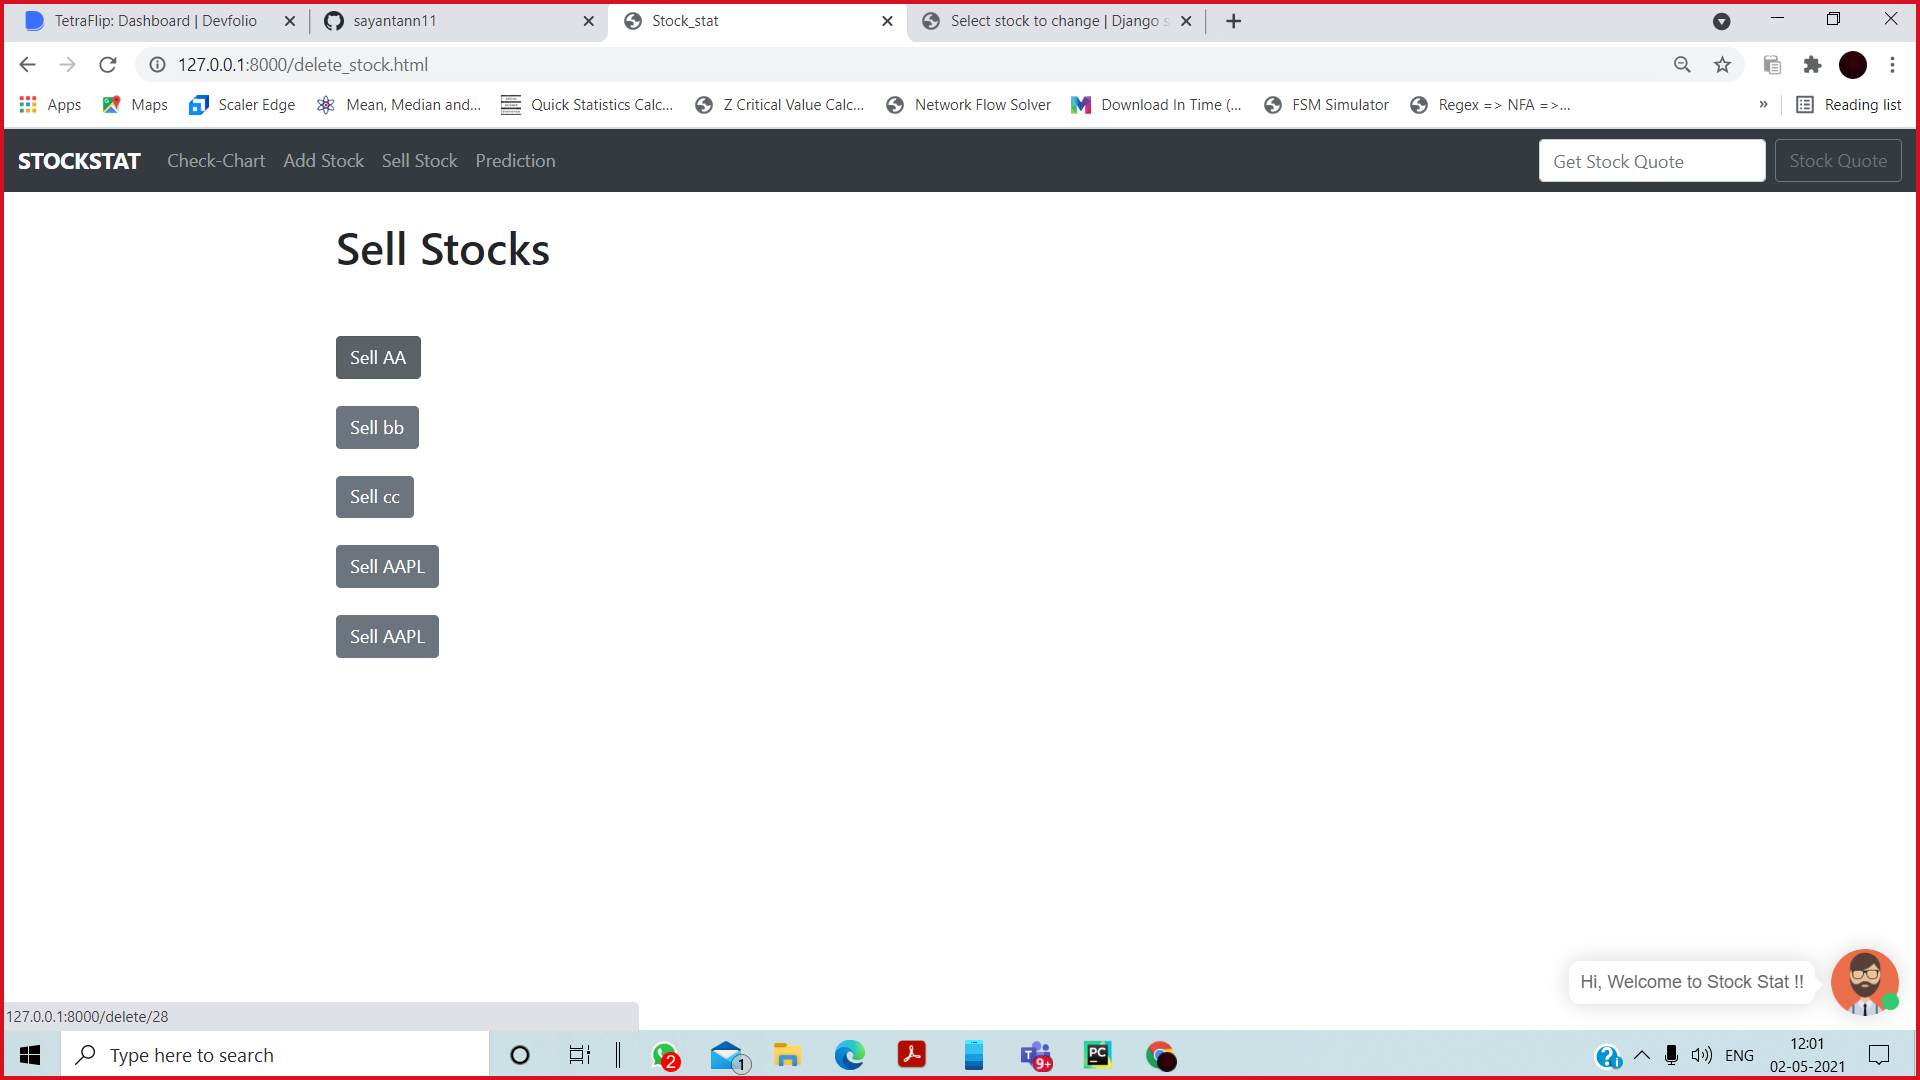 TetraFlip: Dashboard | Devfolio
sayantann11
Stock_stat
Select stock to change | Django s
127.0.0.1:8000/delete_stock.html
Apps
Maps
Scaler Edge
Mean, Median and...
Quick Statistics Calc...
Z Critical Value Calc...
Network Flow Solver
Download In Time (...
FSM Simulator
Regex => NFA =>...
»
Reading list
STOCKSTAT
Check-Chart
Add Stock
Sell Stock
Prediction
Get Stock Quote
Stock Quote
Sell Stocks
Sell AA
Sell bb
Sell cc
Sell AAPL
Sell AAPL
Hi, Welcome to Stock Stat !!
127.0.0.1:8000/delete/28
Type here to search
2
1
T
9+
PC
ENG
12:01
02-05-2021